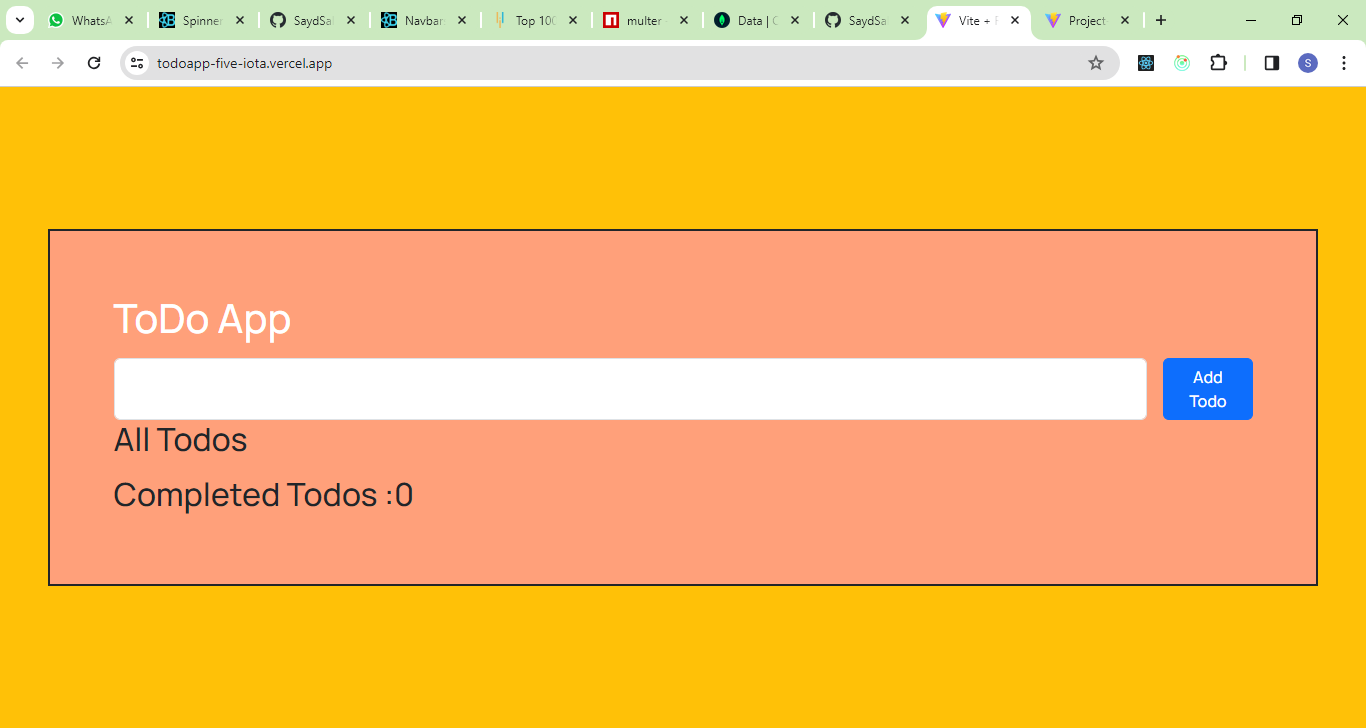 WhatsA Spinner SaydSa Navbar Top 100 multer Data | SaydSa Vite + Project
todoapp-five-iota.vercel.app
S
ToDo App
Add
Todo
All Todos
Completed Todos :0